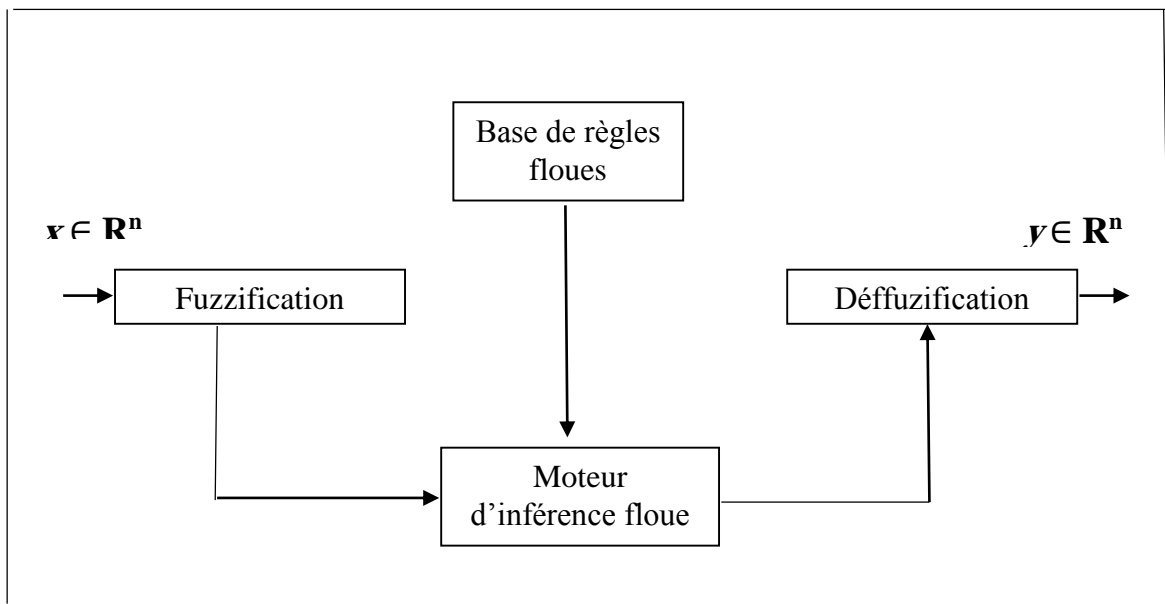 Base de règles
floues
x ∈ Rⁿ
y ∈ Rⁿ
Fuzzification
Déffuzification
Moteur
d’inférence floue